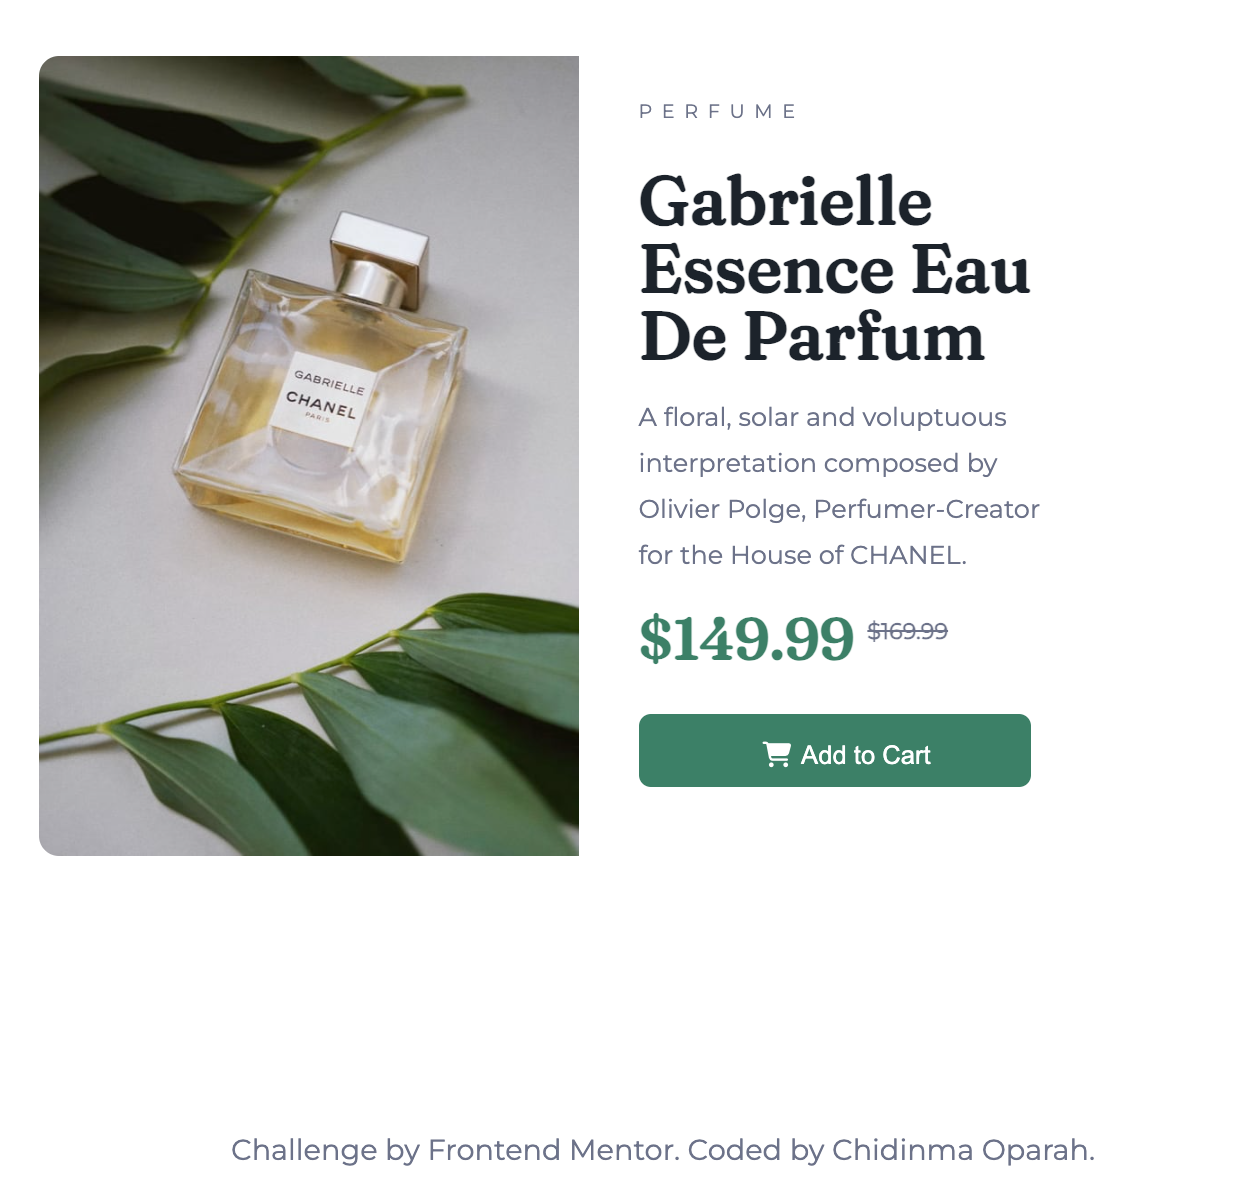 GABRIELLE
CHANEL
PARIS
PERFUME
Gabrielle
Essence Eau
De Parfum
A floral, solar and voluptuous
interpretation composed by
Olivier Polge, Perfumer-Creator
for the House of CHANEL.
$149.99 $169.99
Add to Cart
Challenge by Frontend Mentor. Coded by Chidinma Oparah.